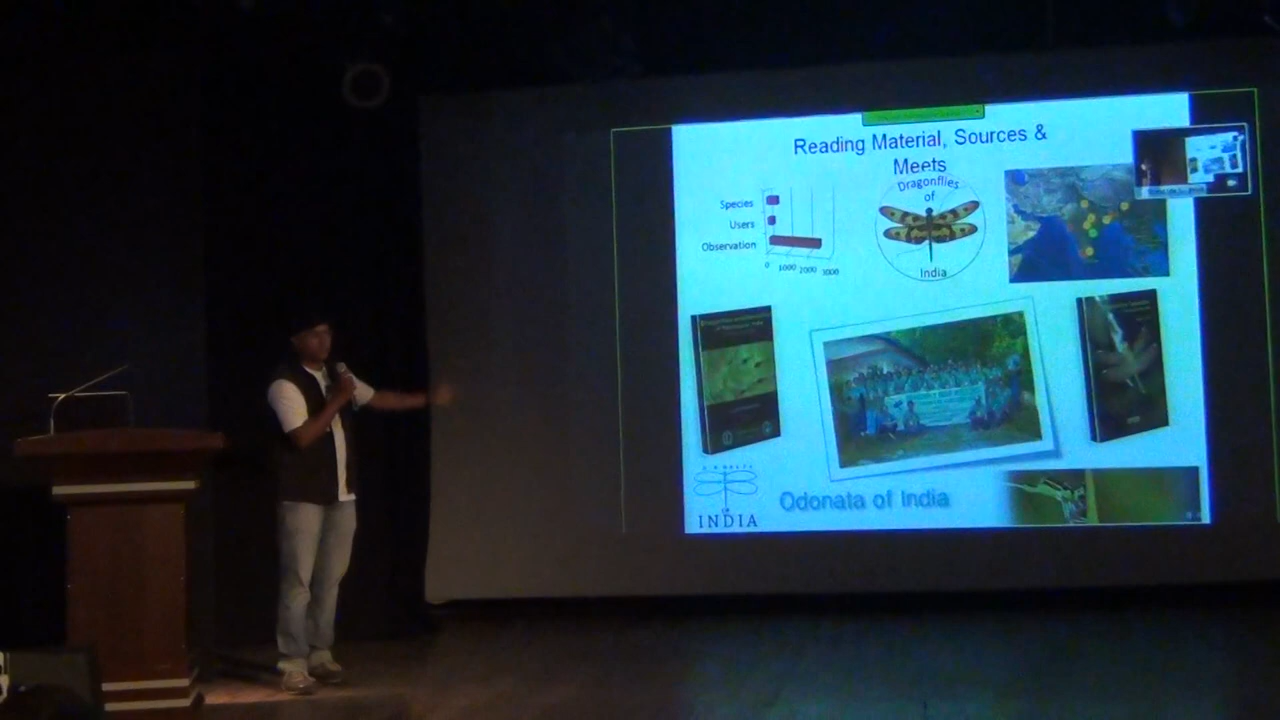 Reading Material, Sources &
Meets
Species
Users
Observation
0 1000 2000 3000
Dragonflies
of
India
INDIA
Odonata of India